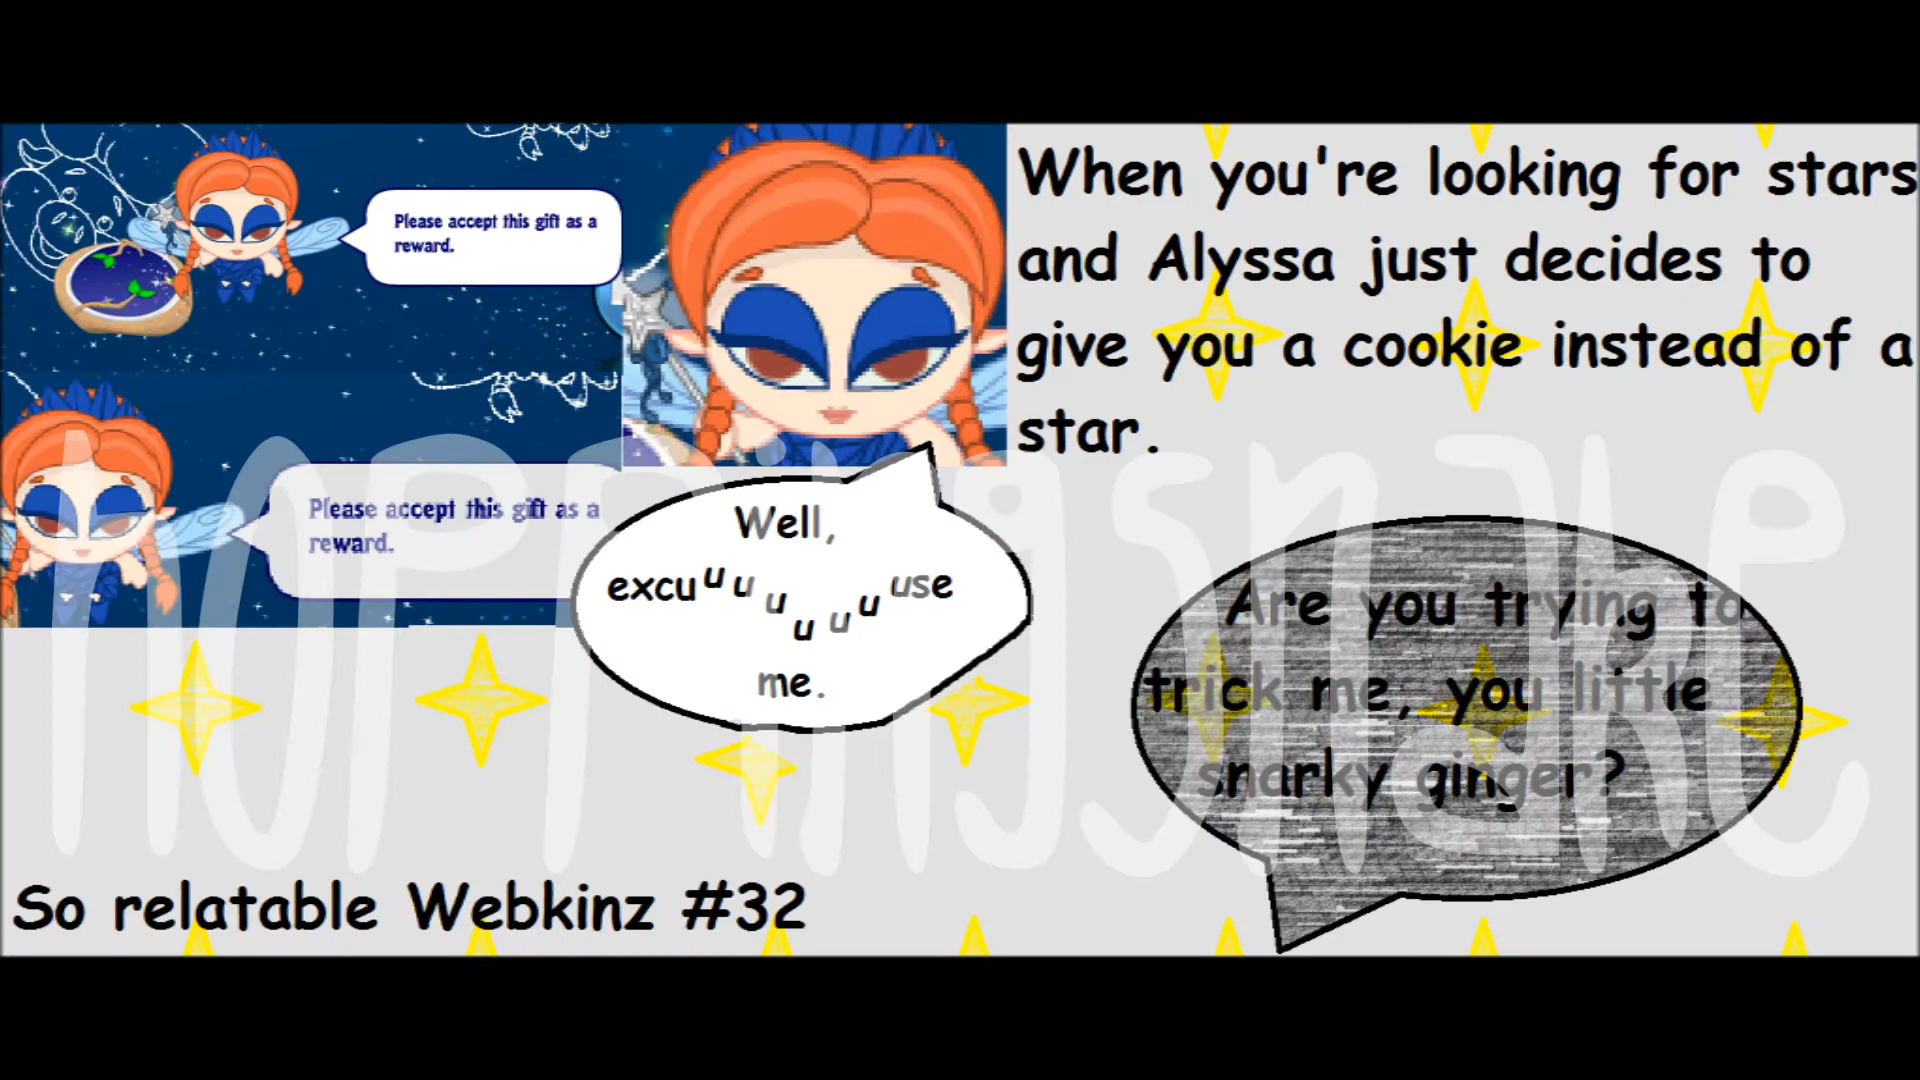 Please accept this gift as a
reward.
When you're looking for stars
and Alyssa just decides to
give you a cookie instead of a
star.
Please accept this gift as a
reward.
Well,
excuuuuuuuuse
me.
Are you trying to
trick me, you little
snarky ginger?
So relatable Webkinz #32